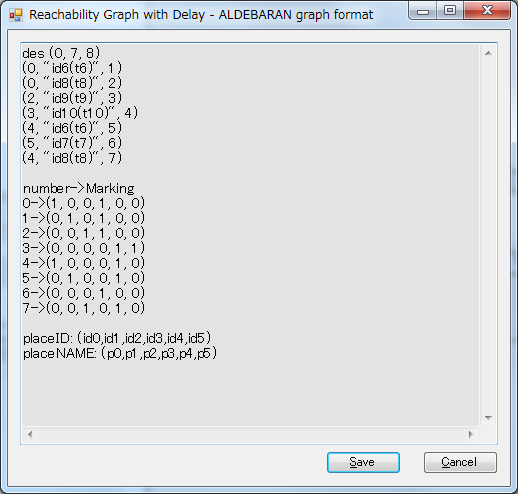 Reachability Graph with Delay - ALDEBARAN graph format
des (0, 7, 8)
(0, "id6(t6)", 1)
(0, "id8(t8)", 2)
(2, "id9(t9)", 3)
(3, "id10(t10)", 4)
(4, "id6(t6)", 5)
(5, "id7(t7)", 6)
(4, "id8(t8)", 7)
number->Marking
0->(1, 0, 0, 1, 0, 0)
1->(0, 1, 0, 1, 0, 0)
2->(0, 0, 1, 1, 0, 0)
3->(0, 0, 0, 0, 1, 1)
4->(1, 0, 0, 0, 1, 0)
5->(0, 1, 0, 0, 1, 0)
6->(0, 0, 0, 1, 0, 0)
7->(0, 0, 1, 0, 1, 0)
placeID: (id0,id1,id2,id3,id4,id5)
placeNAME: (p0,p1,p2,p3,p4,p5)
Save
Cancel